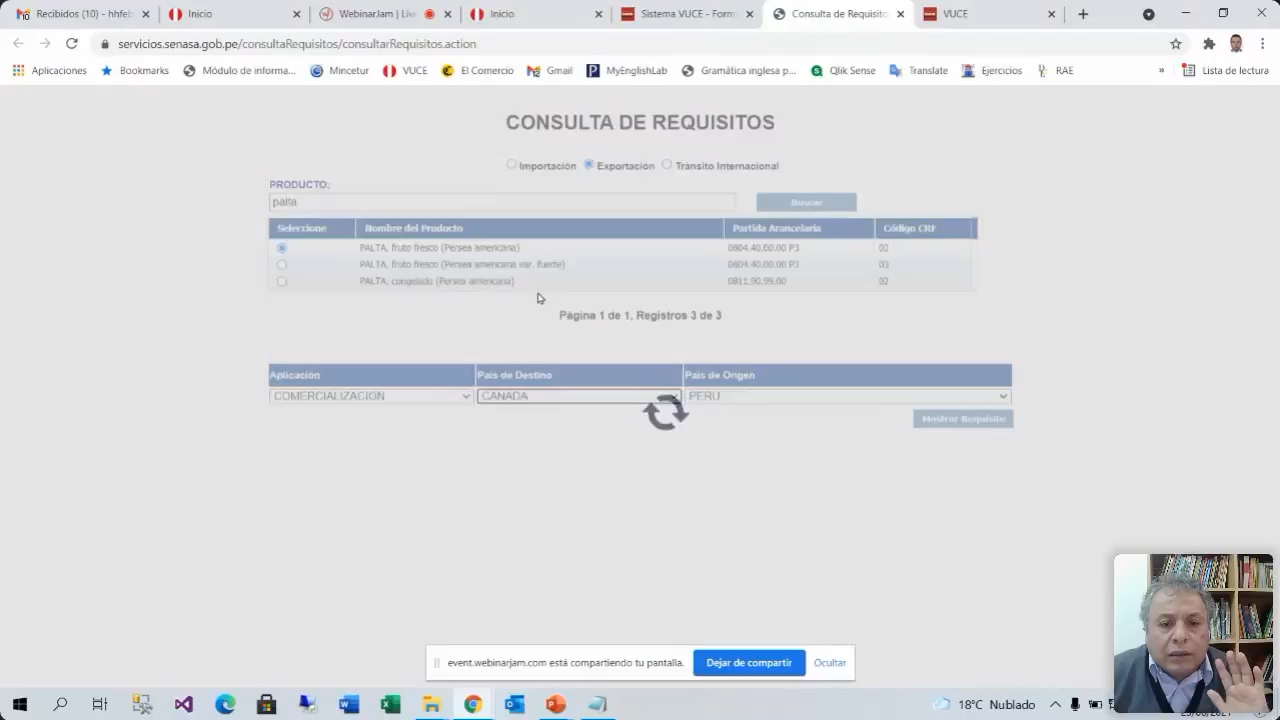 Recibidos (10) - hhfeb
Inicio
WebinarJam | Live
Inicio
Sistema VUCE - Form
Consulta de Requisito
VUCE
servicios.senasa.gob.pe/consultaRequisitos/consultarRequisitos.action
Aplicaciones
Bookmarks
Módulo de informa...
Mincetur
VUCE
El Comercio
Gmail
MyEnglishLab
Gramática inglesa p...
Qlik Sense
Translate
Ejercicios
RAE
»
Lista de lectura
CONSULTA DE REQUISITOS
Importación Exportación Tránsito Internacional
PRODUCTO:
palta Buscar
Seleccione Nombre del Producto Partida Arancelaria Código CRF
PALTA, fruto fresco (Persea americana) 0804.40.00.00 P3 03
PALTA, fruto fresco (Persea americana var. fuerte) 0804.40.00.00 P3 03
PALTA, congelado (Persea americana) 0811.90.99.00 02
Página 1 de 1, Registros 3 de 3
Aplicación País de Destino País de Origen
COMERCIALIZACION CANADA PERU
Mostrar Requisito
event.webinarjam.com está compartiendo tu pantalla. Dejar de compartir Ocultar
18°C Nublado